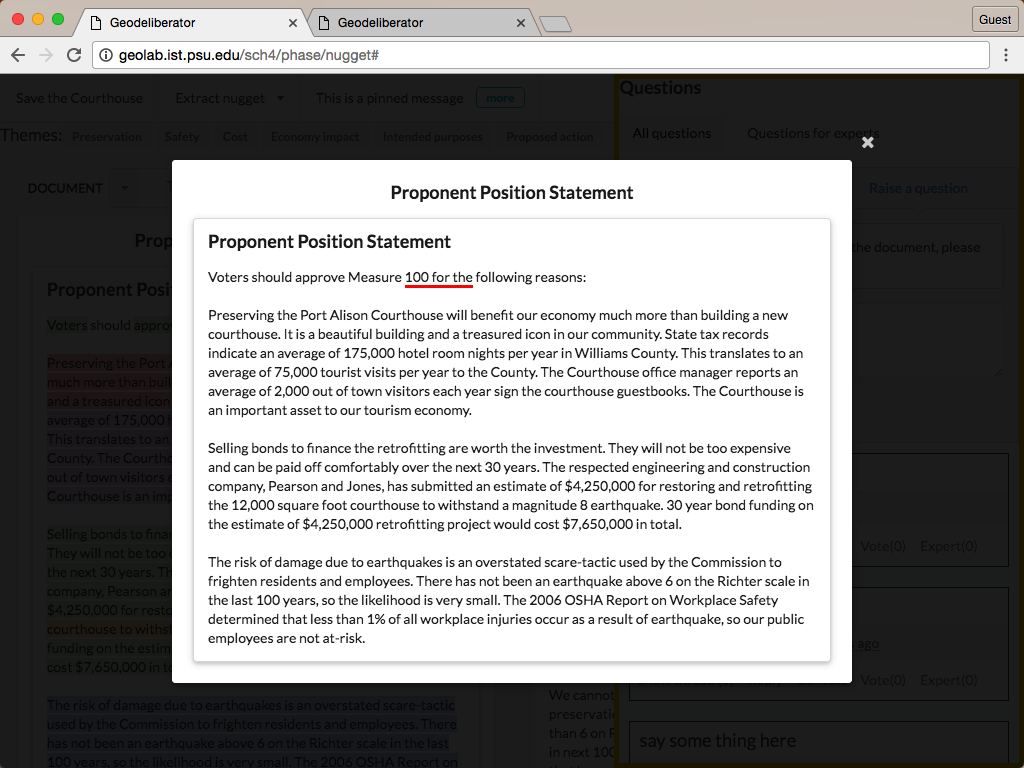 Geodeliberator
Geodeliberator
Guest
geolab.ist.psu.edu/sch4/phase/nugget#
Save the Courthouse
Extract nugget
This is a pinned message
more
Questions
Themes:
Preservation
Safety
Cost
Economy impact
Intended purposes
Proposed action
All questions
Questions for experts
DOCUMENT
Raise a question
the document, please
Proponent Position Statement
Proponent Position Statement
Voters should approve Measure 100 for the following reasons:
Preserving the Port Alison Courthouse will benefit our economy much more than building a new
courthouse. It is a beautiful building and a treasured icon in our community. State tax records
indicate an average of 175,000 hotel room nights per year in Williams County. This translates to an
average of 75,000 tourist visits per year to the County. The Courthouse office manager reports an
average of 2,000 out of town visitors each year sign the courthouse guestbooks. The Courthouse is
an important asset to our tourism economy.
Selling bonds to finance the retrofitting are worth the investment. They will not be too expensive
and can be paid off comfortably over the next 30 years. The respected engineering and construction
company, Pearson and Jones, has submitted an estimate of $4,250,000 for restoring and retrofitting
the 12,000 square foot courthouse to withstand a magnitude 8 earthquake. 30 year bond funding on
the estimate of $4,250,000 retrofitting project would cost $7,650,000 in total.
The risk of damage due to earthquakes is an overstated scare-tactic used by the Commission to
frighten residents and employees. There has not been an earthquake above 6 on the Richter scale in
the last 100 years, so the likelihood is very small. The 2006 OSHA Report on Workplace Safety
determined that less than 1% of all workplace injuries occur as a result of earthquake, so our public
employees are not at-risk.
Prop
Proponent Posi
Voters should appro
Preserving the Port A
much more than buil
and a treasured icon
average of 175,000 h
This translates to an
County. The Courtho
out of town visitors
Courthouse is an imp
Selling bonds to finan
They will not be too
the next 30 years. Th
company, Pearson an
$4,250,000 for resto
courthouse to withst
funding on the estim
cost $7,650,000 in to
The risk of damage due to earthquakes is an overstated scare-tactic
used by the Commission to frighten residents and employees. There
has not been an earthquake above 6 on the Richter scale in the last
100 years, so the likelihood is very small. The 2006 OSHA Report on
We cannot
preservati
than 6 on R
in next 100
Vote(0)
Expert(0)
ago
Vote(0)
Expert(0)
say some thing here